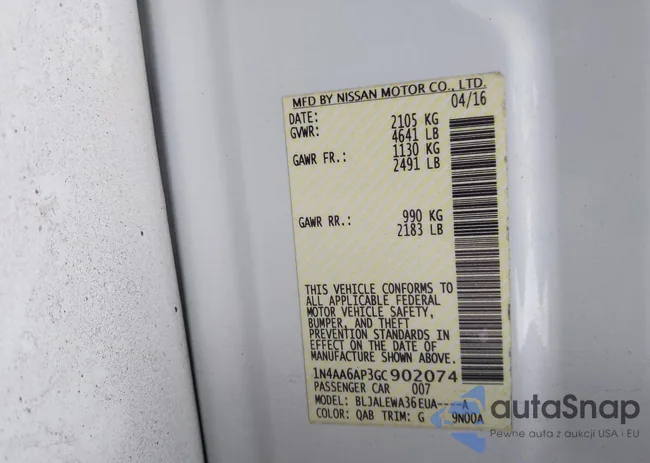 MFD BY NISSAN MOTOR CO., LTD.
DATE: 04/16
GVWR: 2105 KG
4641 LB
GAWR FR.: 1130 KG
2491 LB
GAWR RR.: 990 KG
2183 LB
THIS VEHICLE CONFORMS TO
ALL APPLICABLE FEDERAL
MOTOR VEHICLE SAFETY,
BUMPER, AND THEFT
PREVENTION STANDARDS IN
EFFECT ON THE DATE OF
MANUFACTURE SHOWN ABOVE.
1N4AA6AP3GC902074
PASSENGER CAR 007
MODEL: BLJALEWA36EUA----A
COLOR: QAB TRIM: G 9N00A
autaSnap
Pewne auta z aukcji USA i EU